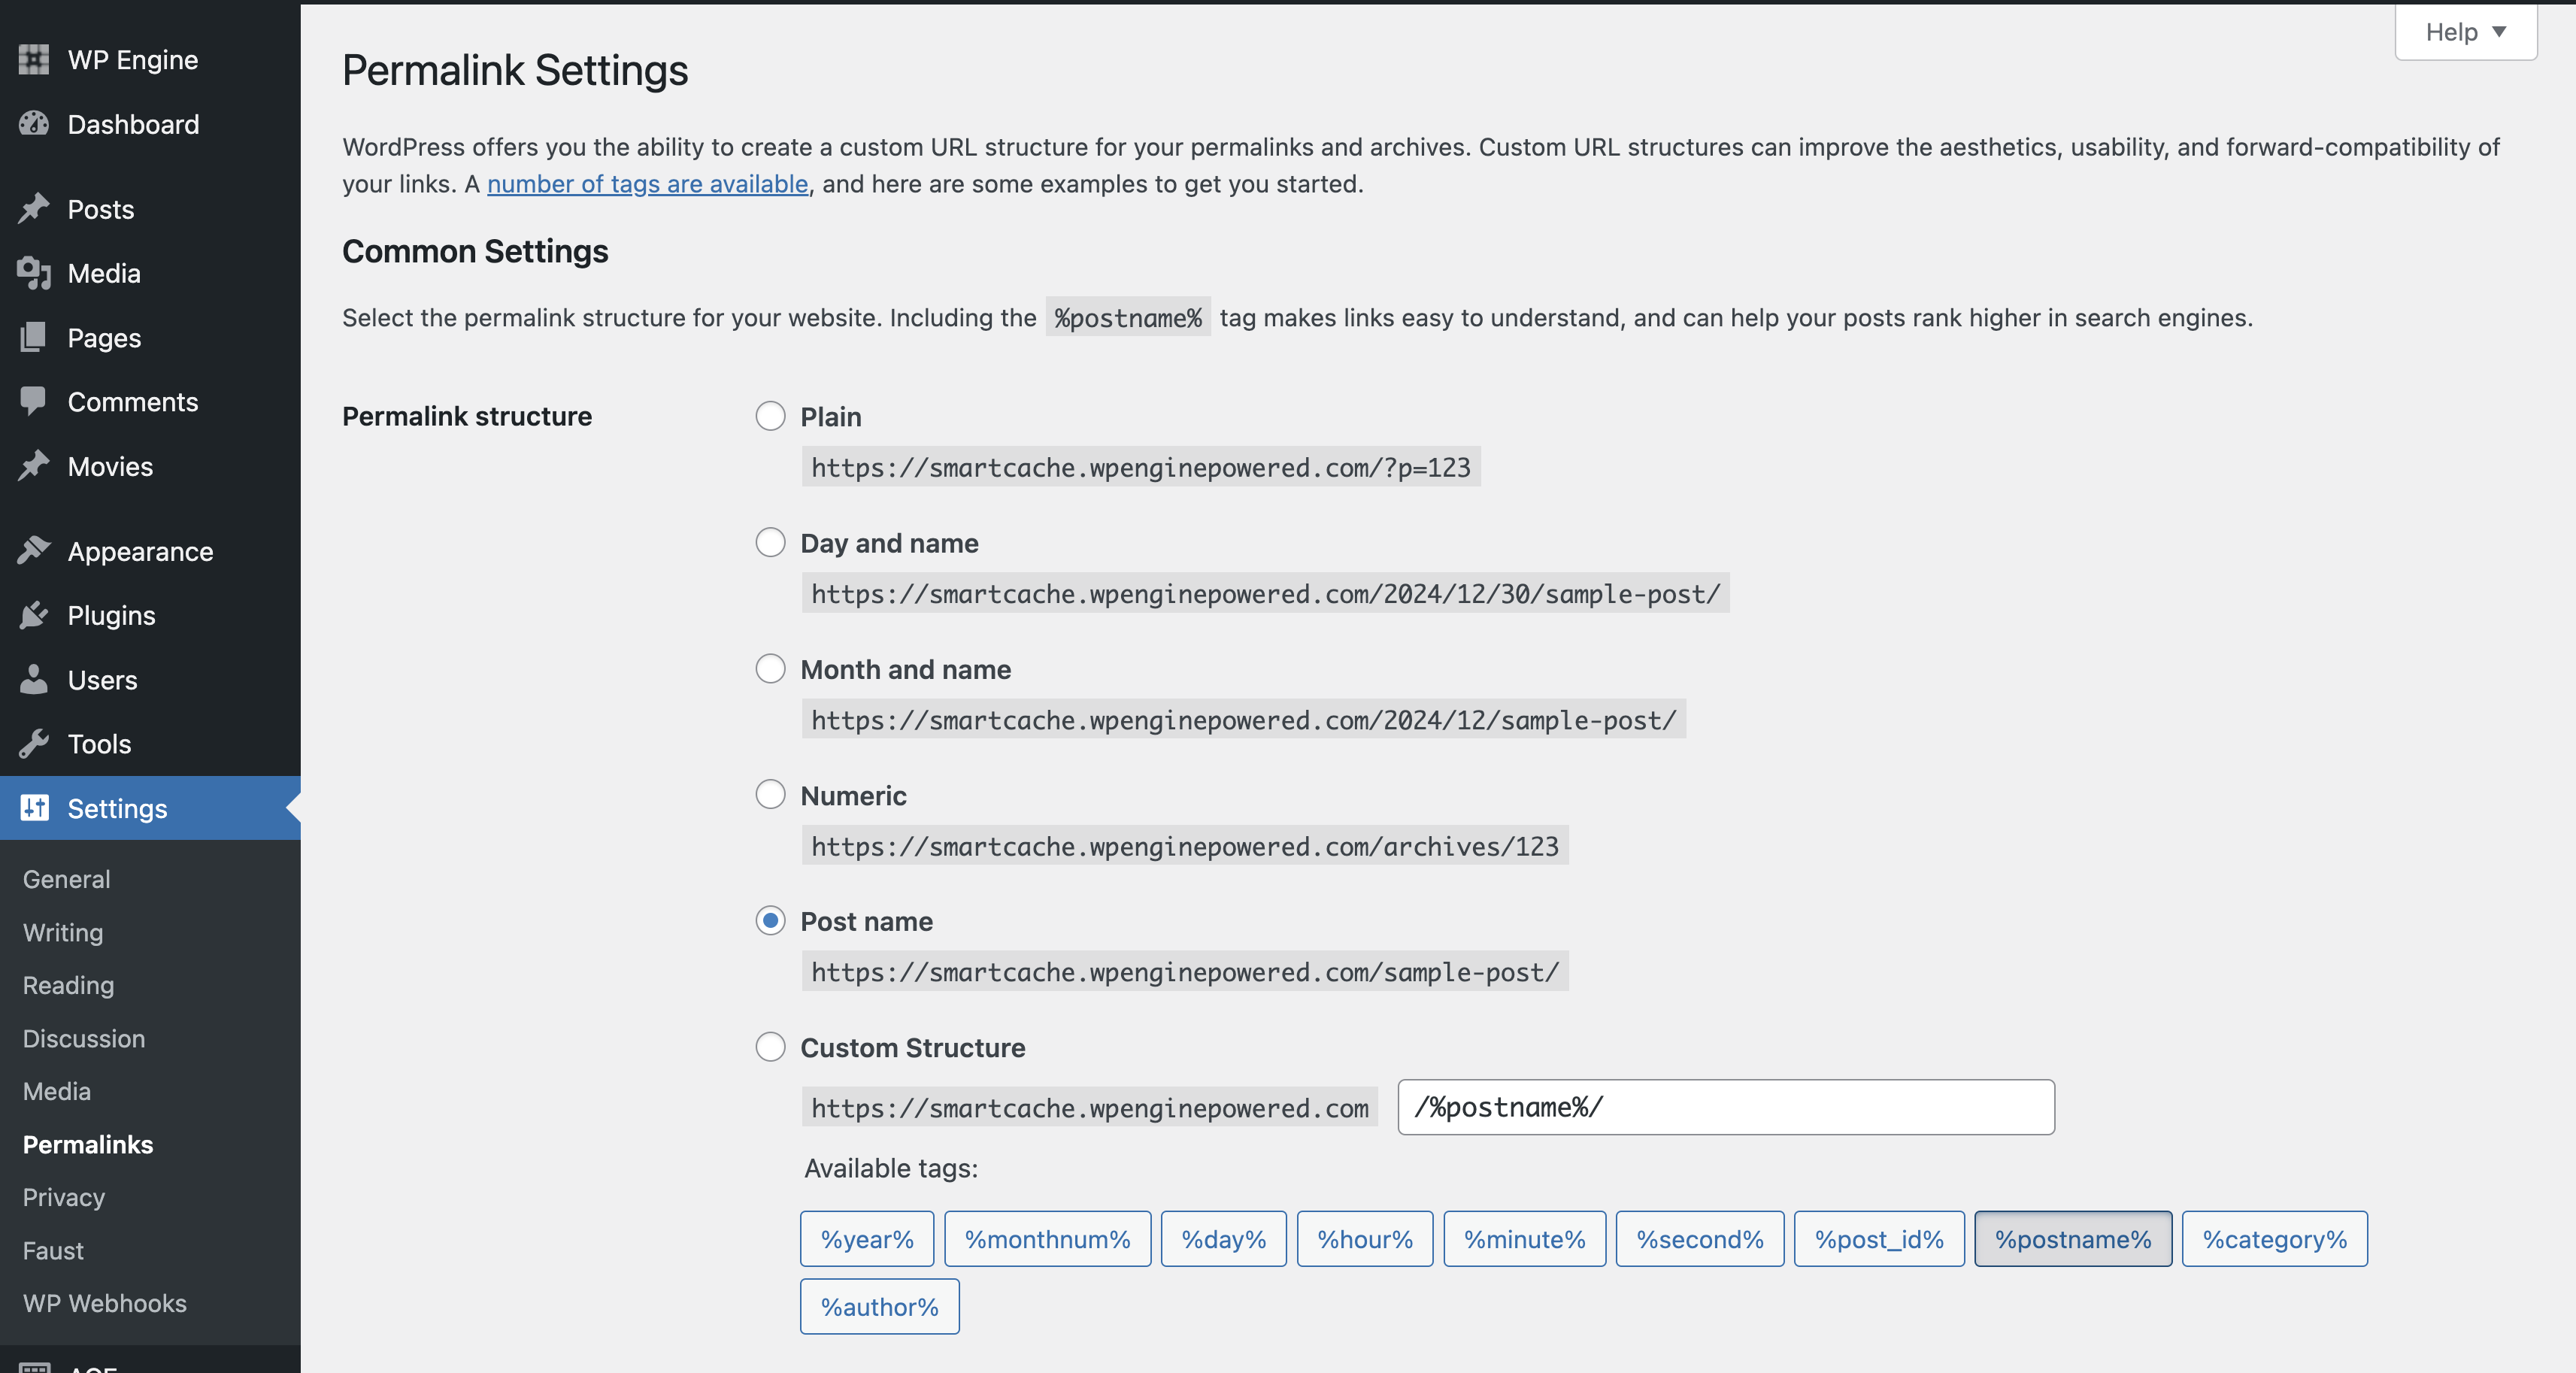 WP Engine
Dashboard
Posts
Media
Pages
Comments
Movies
Appearance
Plugins
Users
Tools
Settings
General
Writing
Reading
Discussion
Media
Permalinks
Privacy
Faust
WP Webhooks
Help
Permalink Settings
WordPress offers you the ability to create a custom URL structure for your permalinks and archives. Custom URL structures can improve the aesthetics, usability, and forward-compatibility of
your links. A number of tags are available, and here are some examples to get you started.
Common Settings
Select the permalink structure for your website. Including the %postname% tag makes links easy to understand, and can help your posts rank higher in search engines.
Permalink structure
Plain
https://smartcache.wpenginepowered.com/?p=123
Day and name
https://smartcache.wpenginepowered.com/2024/12/30/sample-post/
Month and name
https://smartcache.wpenginepowered.com/2024/12/sample-post/
Numeric
https://smartcache.wpenginepowered.com/archives/123
Post name
https://smartcache.wpenginepowered.com/sample-post/
Custom Structure
https://smartcache.wpenginepowered.com /%postname%/
Available tags:
%year% %monthnum% %day% %hour% %minute% %second% %post_id% %postname% %category%
%author%